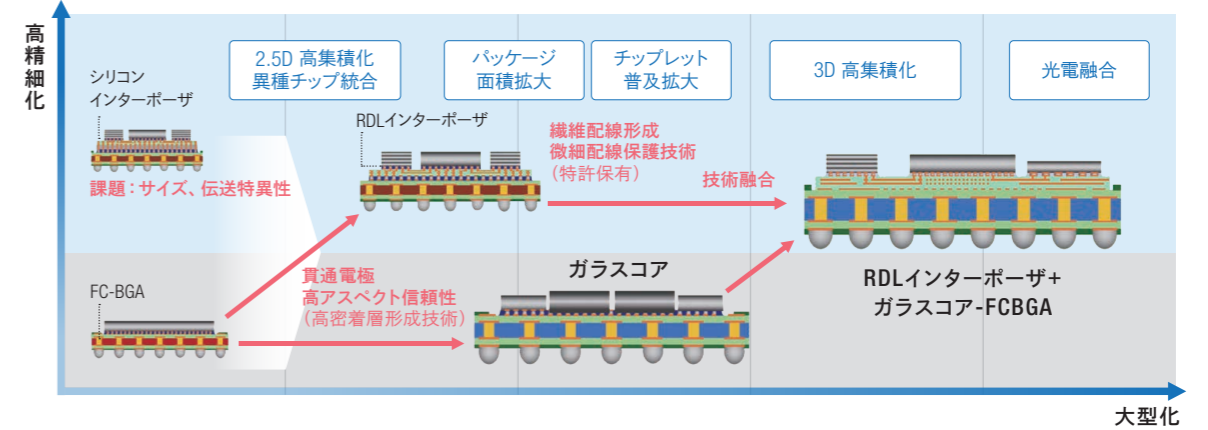 高精細化
シリコン
インターポーザ
課題：サイズ、伝送特異性
2.5D 高集積化
異種チップ統合
パッケージ
面積拡大
チップレット
普及拡大
3D 高集積化
光電融合
RDLインターポーザ
繊維配線形成
微細配線保護技術
（特許保有）
技術融合
FC-BGA
貫通電極
高アスペクト信頼性
（高密着層形成技術）
ガラスコア
RDLインターポーザ+
ガラスコア-FCBGA
大型化